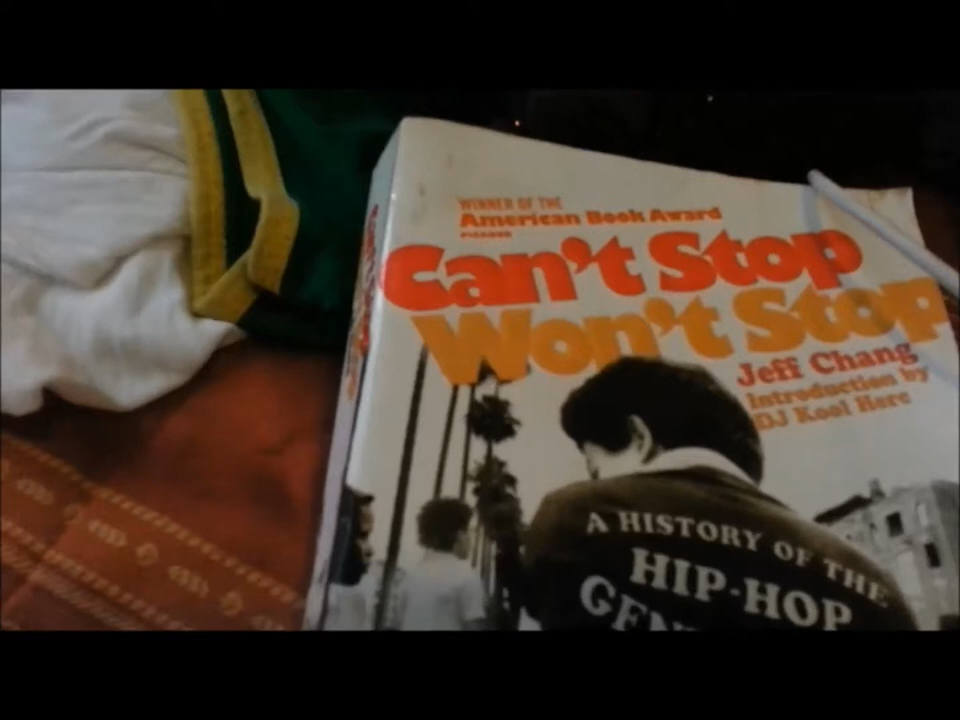 WINNER OF THE
American Book Award
PICADOR
Can't Stop
Won't Stop
Jeff Chang
Introduction by
DJ Kool Herc
A HISTORY OF THE
HIP-HOP